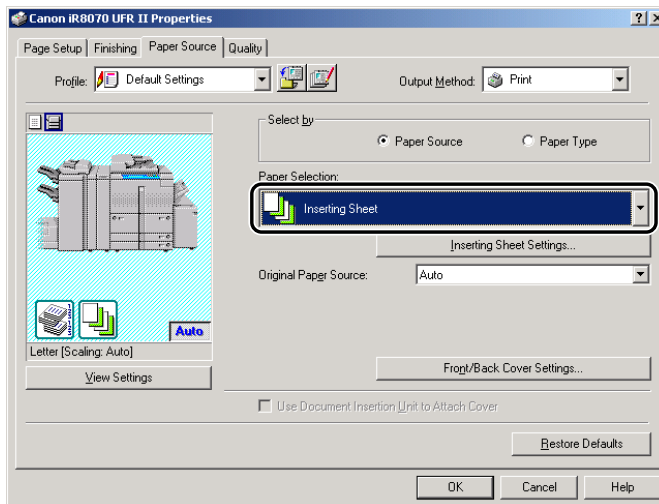 Canon iR8070 UFR II Properties
Page Setup Finishing Paper Source Quality
Profile: Default Settings Output Method: Print
Select by
Paper Source Paper Type
Paper Selection:
Inserting Sheet
Inserting Sheet Settings...
Original Paper Source: Auto
Auto
Letter [Scaling: Auto]
View Settings
Front/Back Cover Settings...
Use Document Insertion Unit to Attach Cover
Restore Defaults
OK Cancel Help